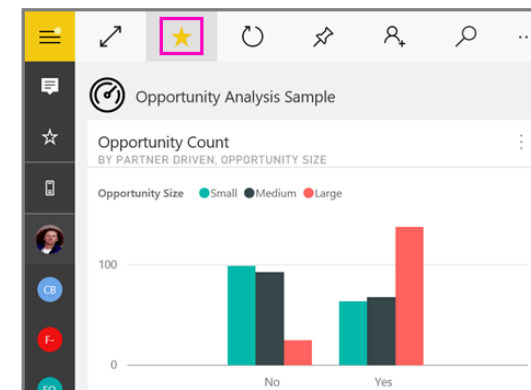 Opportunity Analysis Sample
Opportunity Count
BY PARTNER DRIVEN, OPPORTUNITY SIZE
Opportunity Size Small Medium Large
100
CB
F-
0
No Yes